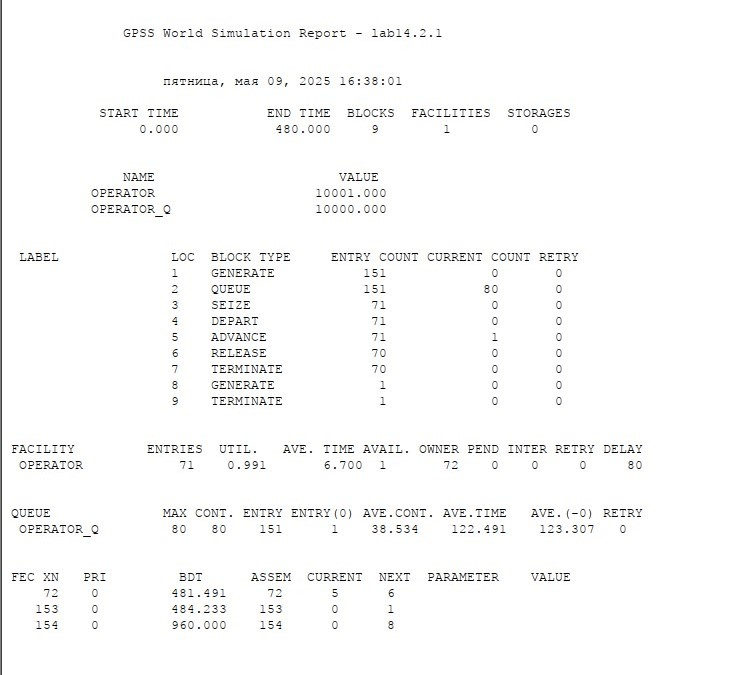 GPSS World Simulation Report - lab14.2.1
пятница, мая 09, 2025 16:38:01
START TIME END TIME BLOCKS FACILITIES STORAGES
0.000 480.000 9 1 0
NAME VALUE
OPERATOR 10001.000
OPERATOR_Q 10000.000
LABEL LOC BLOCK TYPE ENTRY COUNT CURRENT COUNT RETRY
1 GENERATE 151 0 0
2 QUEUE 151 80 0
3 SEIZE 71 0 0
4 DEPART 71 0 0
5 ADVANCE 71 1 0
6 RELEASE 70 0 0
7 TERMINATE 70 0 0
8 GENERATE 1 0 0
9 TERMINATE 1 0 0
FACILITY ENTRIES UTIL. AVE. TIME AVAIL. OWNER PEND INTER RETRY DELAY
OPERATOR 71 0.991 6.700 1 72 0 0 0 80
QUEUE MAX CONT. ENTRY ENTRY(0) AVE.CONT. AVE.TIME AVE.(-0) RETRY
OPERATOR_Q 80 80 151 1 38.534 122.491 123.307 0
FEC XN PRI BDT ASSEM CURRENT NEXT PARAMETER VALUE
72 0 481.491 72 5 6
153 0 484.233 153 0 1
154 0 960.000 154 0 8